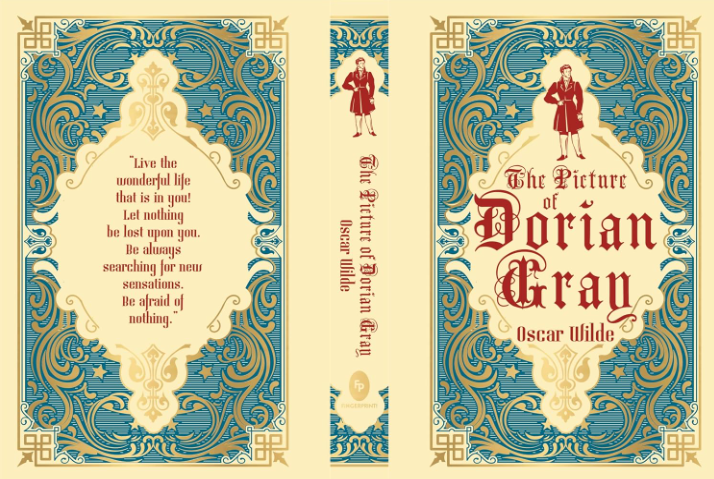 "Live the
wonderful life
that is in you!
Let nothing
be lost upon you.
Be always
searching for new
sensations.
Be afraid of
nothing."
The Picture of Dorian Gray
Oscar Wilde
FP
FINGERPRINT!
The Picture
of
Dorian
Gray
Oscar Wilde